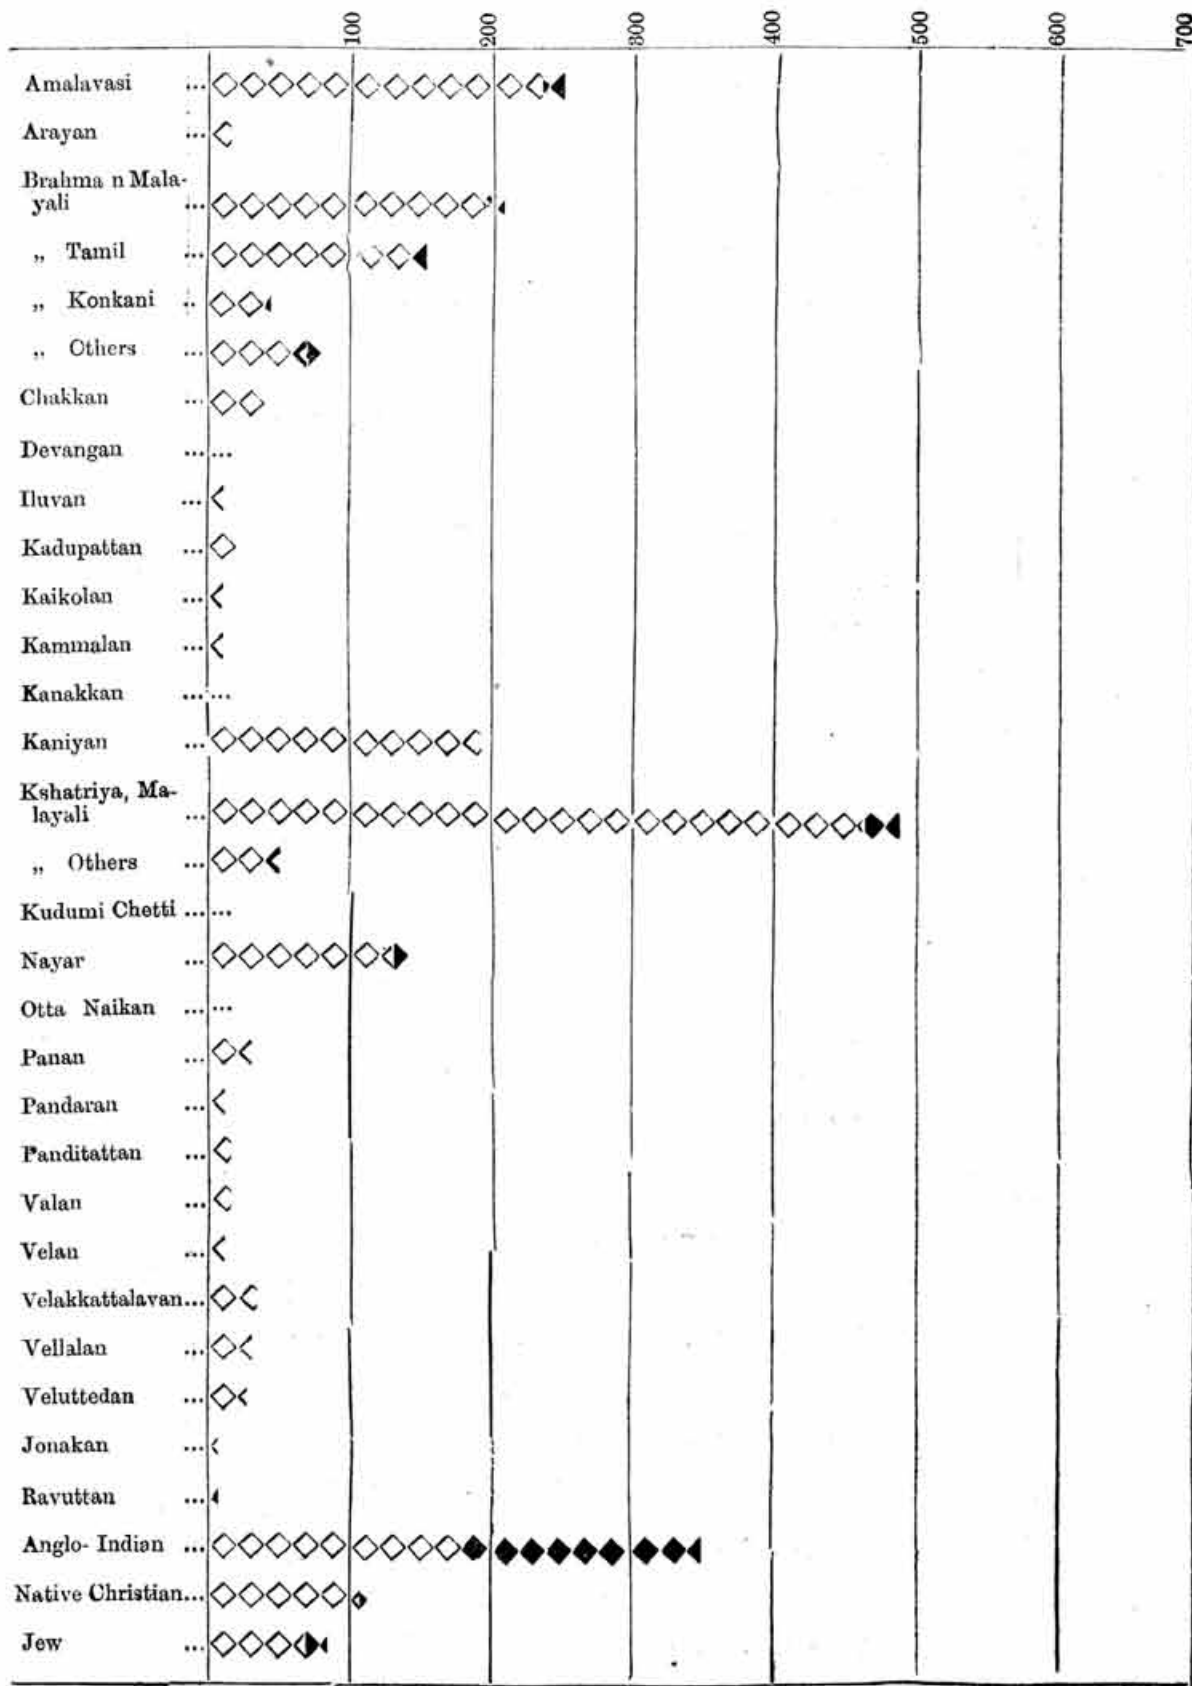 100 200 300 400 500 600 700
Amalavasi ...
Arayan ...
Brahma n Mala-
yali ...
„ Tamil ...
„ Konkani ..
„ Others ...
Chakkan ...
Devangan ... ...
Iluvan ...
Kadupattan ...
Kaikolan ...
Kammalan ...
Kanakkan ... ...
Kaniyan ...
Kshatriya, Ma-
layali ...
„ Others ...
Kudumi Chetti ... ...
Nayar ...
Otta Naikan ... ...
Panan ...
Pandaran ...
Panditattan ...
Valan ...
Velan ...
Velakkattalavan...
Vellalan ...
Veluttedan ...
Jonakan ...
Ravuttan ...
Anglo- Indian ...
Native Christian...
Jew ...